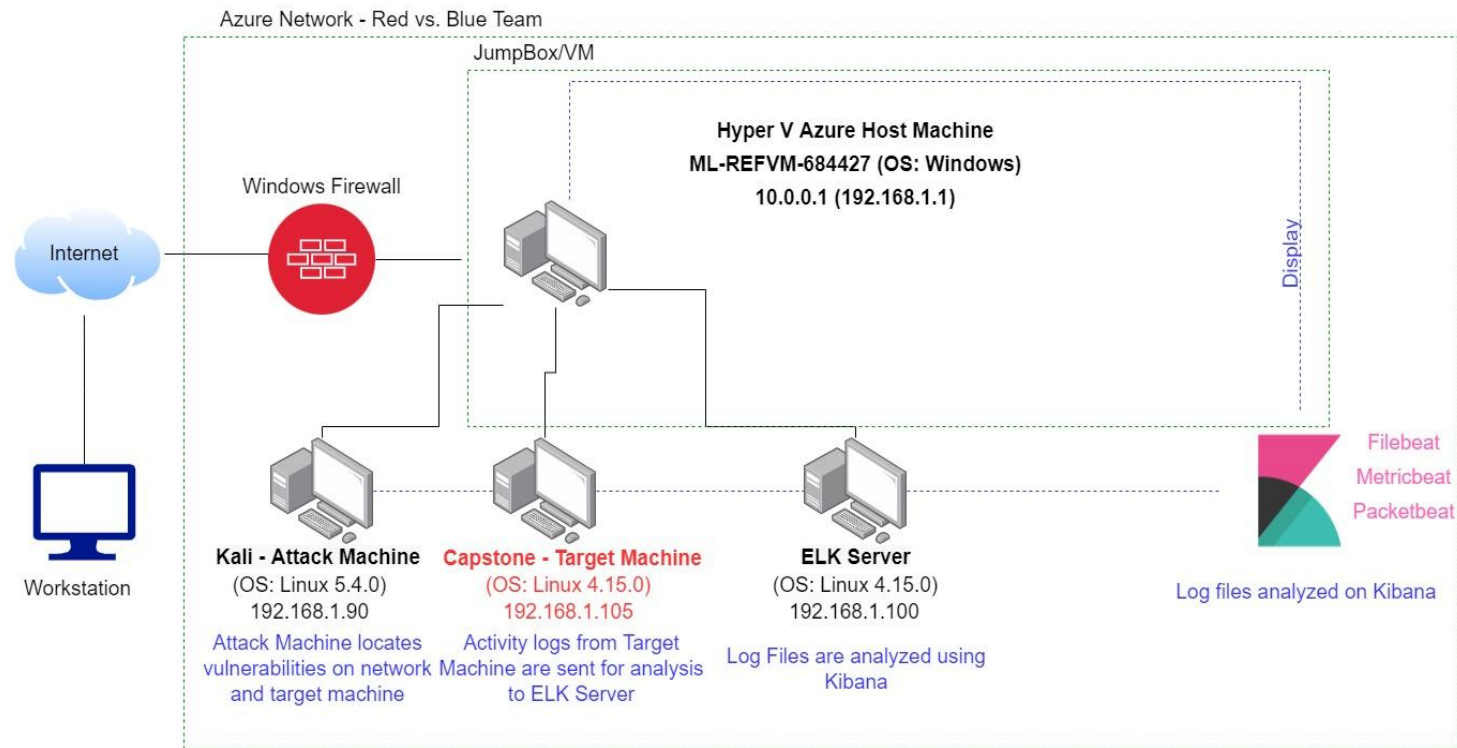 Azure Network - Red vs. Blue Team
JumpBox/VM
Hyper V Azure Host Machine
ML-REFVM-684427 (OS: Windows)
10.0.0.1 (192.168.1.1)
Windows Firewall
Internet
Display
Workstation
Kali - Attack Machine
(OS: Linux 5.4.0)
192.168.1.90
Attack Machine locates
vulnerabilities on network
and target machine
Capstone - Target Machine
(OS: Linux 4.15.0)
192.168.1.105
Activity logs from Target
Machine are sent for analysis
to ELK Server
ELK Server
(OS: Linux 4.15.0)
192.168.1.100
Log Files are analyzed using
Kibana
Filebeat
Metricbeat
Packetbeat
Log files analyzed on Kibana